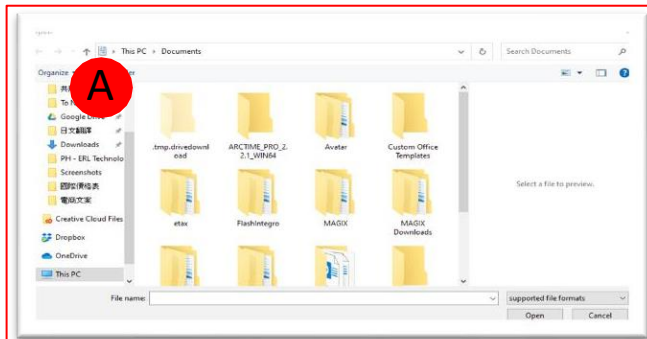 This PC > Documents
Search Documents
Organize
A
Google Drive
日文翻譯
Downloads
PH - ERL Technolo
Screenshots
國際價格表
電商文案
Creative Cloud Files
Dropbox
OneDrive
This PC
.tmp.drivedownl
oad
ARCTIME_PRO_2.
2.1_WIN64
Avatar
Custom Office
Templates
etax
FlashIntegro
MAGIX
MAGIX
Downloads
Select a file to preview.
File name:
supported file formats
Open
Cancel